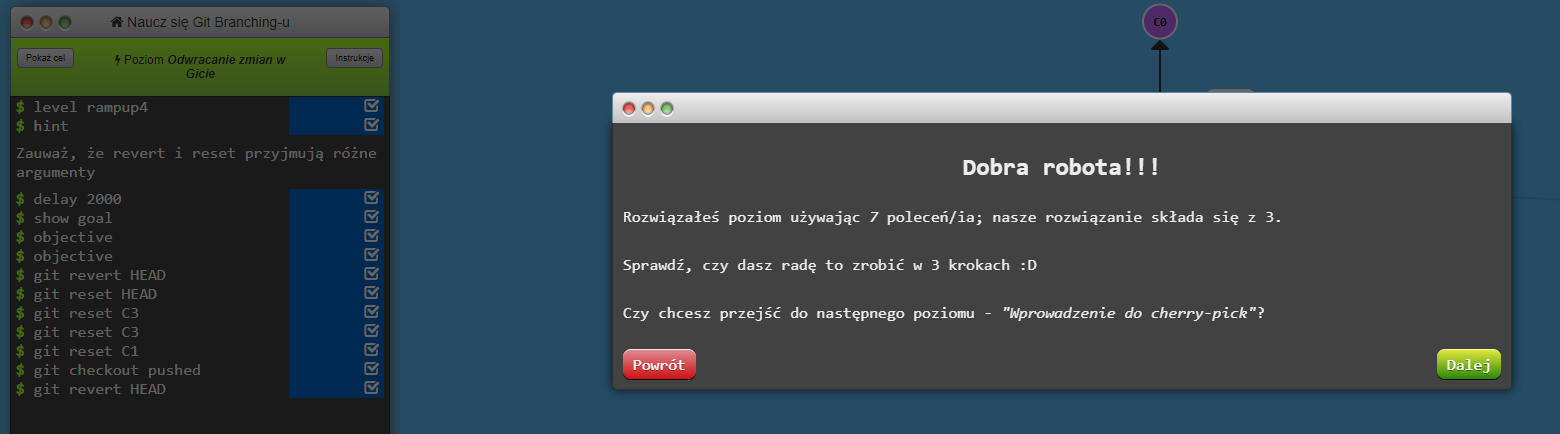 Naucz się Git Branching-u
Pokaż cel
Poziom Odwracanie zmian w
Gicie
Instrukcje
$ level rampup4
$ hint
Zauważ, że revert i reset przyjmują różne
argumenty
$ delay 2000
$ show goal
$ objective
$ objective
$ git revert HEAD
$ git reset HEAD
$ git reset C3
$ git reset C3
$ git reset C1
$ git checkout pushed
$ git revert HEAD
C0
Dobra robota!!!
Rozwiązałeś poziom używając 7 poleceń/ia; nasze rozwiązanie składa się z 3.
Sprawdź, czy dasz radę to zrobić w 3 krokach :D
Czy chcesz przejść do następnego poziomu - "Wprowadzenie do cherry-pick"?
Powrót
Dalej